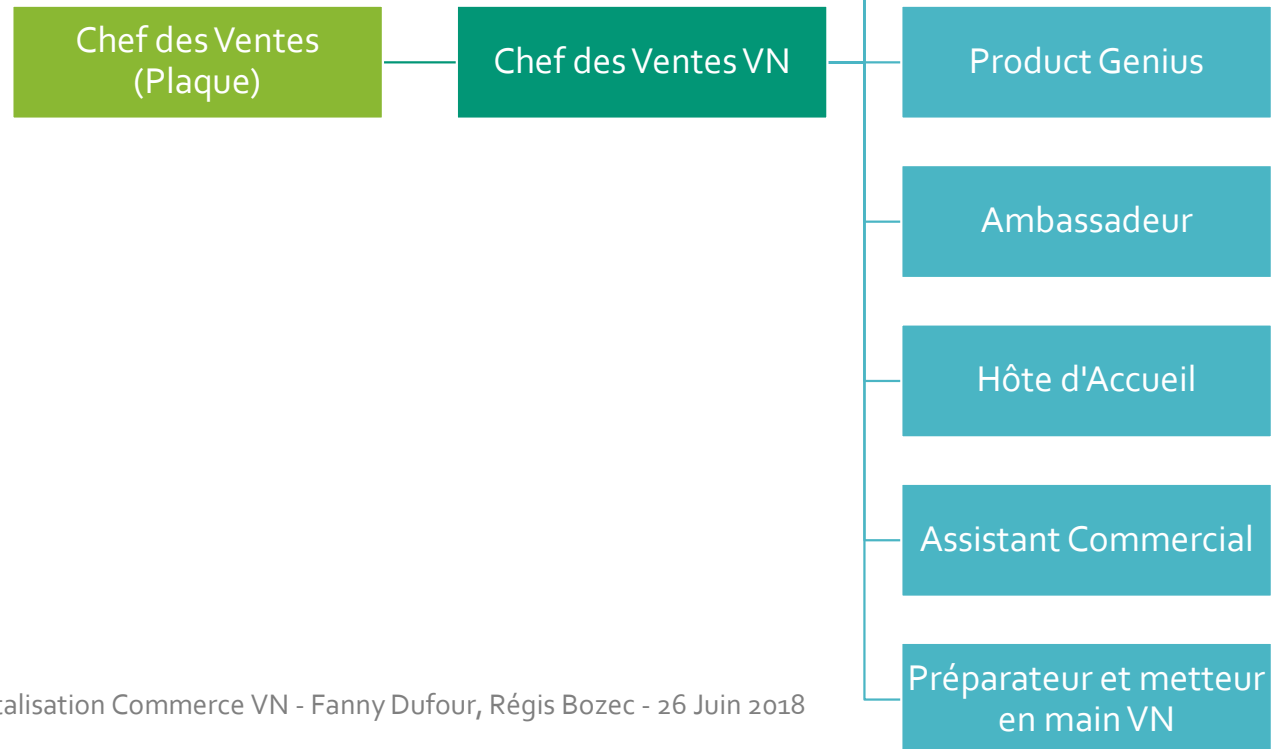 Chef des Ventes
(Plaque)
Chef des Ventes VN
Product Genius
Ambassadeur
Hôte d'Accueil
Assistant Commercial
Préparateur et metteur
en main VN
Commerce VN - Fanny Dufour, Régis Bozec - 26 Juin 2018